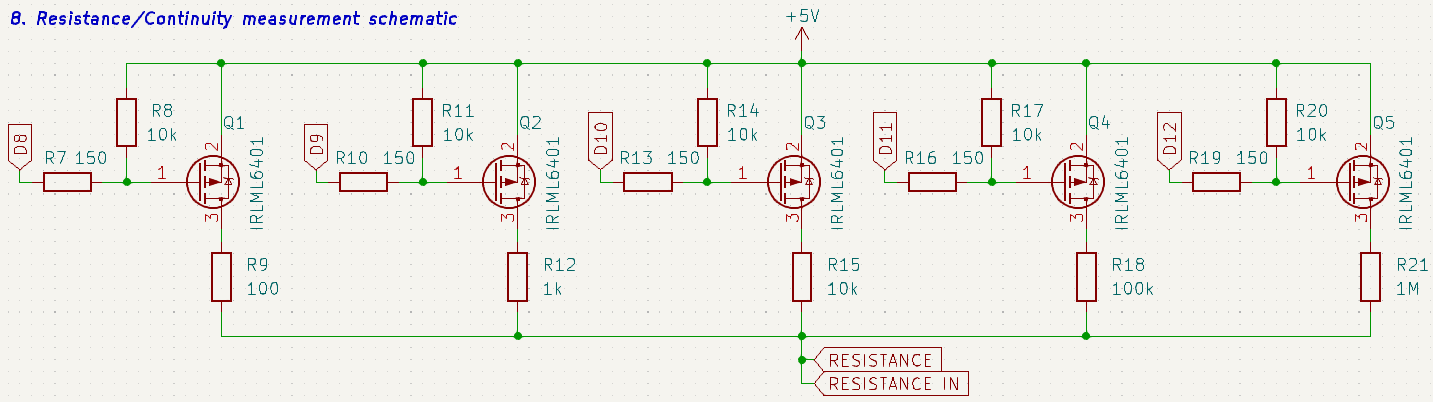 8. Resistance/Continuity measurement schematic
+5V
R8
10k
Q1
2
IRLML6401
D8
R7 150
1
3
R9
100
R11
10k
Q2
2
IRLML6401
D9
R10 150
1
3
R12
1k
R14
10k
Q3
2
IRLML6401
D10
R13 150
1
3
R15
10k
R17
10k
Q4
2
IRLML6401
D11
R16 150
1
3
R18
100k
R20
10k
Q5
2
IRLML6401
D12
R19 150
1
3
R21
1M
RESISTANCE
RESISTANCE IN